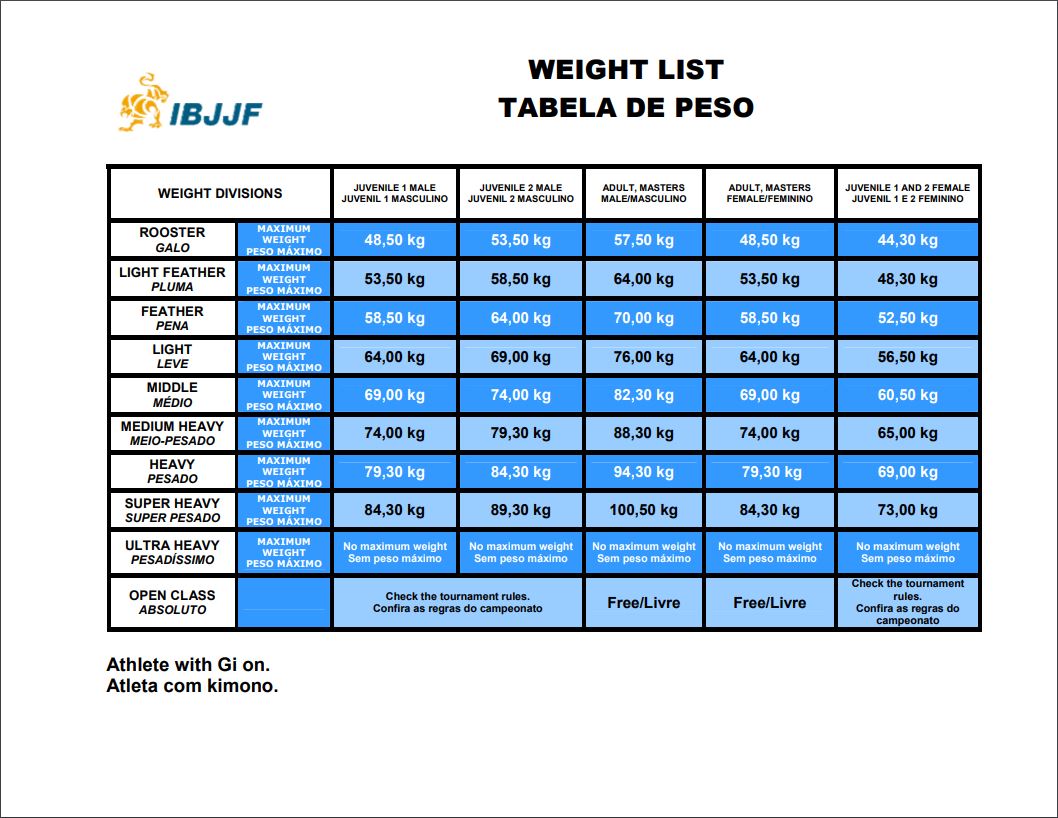 WEIGHT LIST
TABELA DE PESO
IBJJF
WEIGHT DIVISIONS
JUVENILE 1 MALE
JUVENIL 1 MASCULINO
JUVENILE 2 MALE
JUVENIL 2 MASCULINO
ADULT, MASTERS
MALE/MASCULINO
ADULT, MASTERS
FEMALE/FEMININO
JUVENILE 1 AND 2 FEMALE
JUVENIL 1 E 2 FEMININO
ROOSTER
GALO
MAXIMUM
WEIGHT
PESO MÁXIMO
48,50 kg
53,50 kg
57,50 kg
48,50 kg
44,30 kg
LIGHT FEATHER
PLUMA
MAXIMUM
WEIGHT
PESO MÁXIMO
53,50 kg
58,50 kg
64,00 kg
53,50 kg
48,30 kg
FEATHER
PENA
MAXIMUM
WEIGHT
PESO MÁXIMO
58,50 kg
64,00 kg
70,00 kg
58,50 kg
52,50 kg
LIGHT
LEVE
MAXIMUM
WEIGHT
PESO MÁXIMO
64,00 kg
69,00 kg
76,00 kg
64,00 kg
56,50 kg
MIDDLE
MÉDIO
MAXIMUM
WEIGHT
PESO MÁXIMO
69,00 kg
74,00 kg
82,30 kg
69,00 kg
60,50 kg
MEDIUM HEAVY
MEIO-PESADO
MAXIMUM
WEIGHT
PESO MÁXIMO
74,00 kg
79,30 kg
88,30 kg
74,00 kg
65,00 kg
HEAVY
PESADO
MAXIMUM
WEIGHT
PESO MÁXIMO
79,30 kg
84,30 kg
94,30 kg
79,30 kg
69,00 kg
SUPER HEAVY
SUPER PESADO
MAXIMUM
WEIGHT
PESO MÁXIMO
84,30 kg
89,30 kg
100,50 kg
84,30 kg
73,00 kg
ULTRA HEAVY
PESADÍSSIMO
MAXIMUM
WEIGHT
PESO MÁXIMO
No maximum weight
Sem peso máximo
No maximum weight
Sem peso máximo
No maximum weight
Sem peso máximo
No maximum weight
Sem peso máximo
No maximum weight
Sem peso máximo
OPEN CLASS
ABSOLUTO
Check the tournament rules.
Confira as regras do campeonato
Free/Livre
Free/Livre
Check the tournament
rules.
Confira as regras do
campeonato
Athlete with Gi on.
Atleta com kimono.